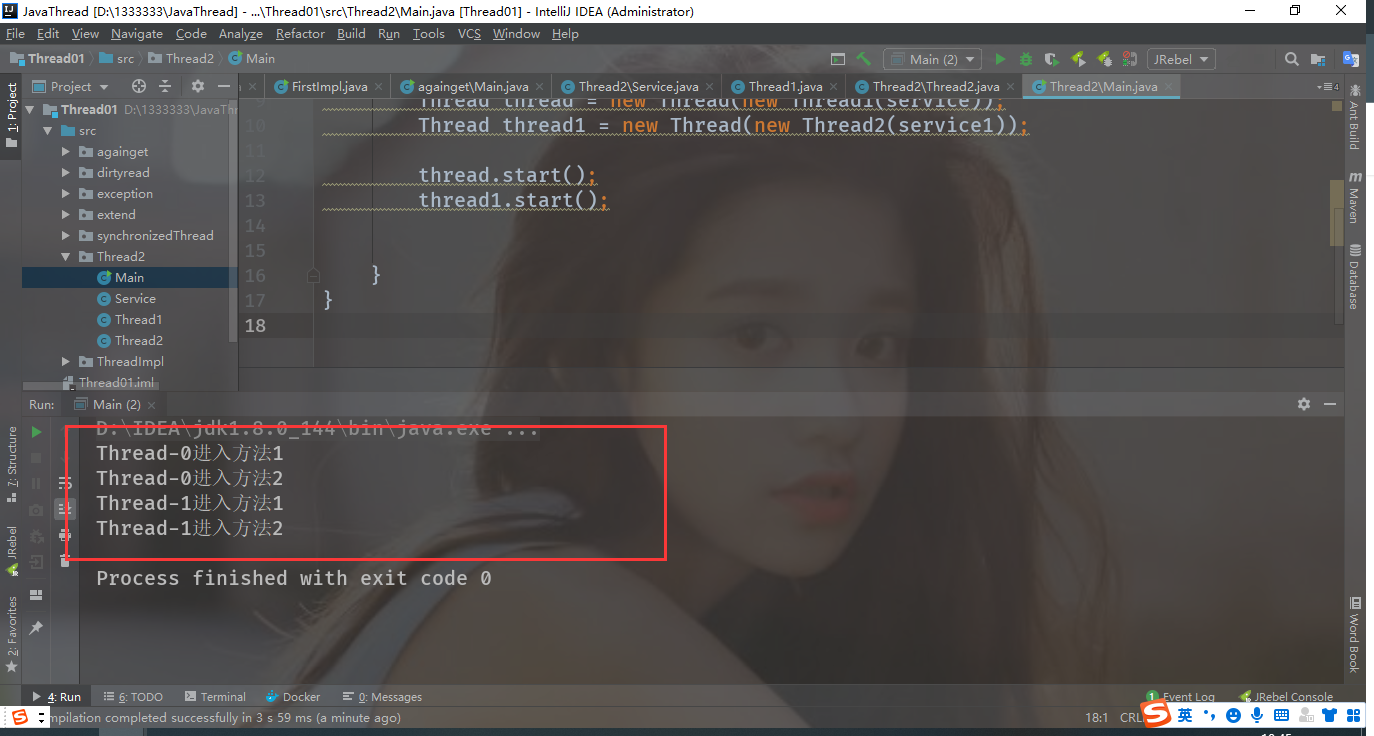 JavaThread [D:\1333333\JavaThread] - ...\Thread01\src\Thread2\Main.java [Thread01] - IntelliJ IDEA (Administrator)
File Edit View Navigate Code Analyze Refactor Build Run Tools VCS Window Help
Thread01 src Thread2 Main Main (2) JRebel
Project FirstImpl.java againget\Main.java Thread2\Service.java Thread1.java Thread2\Thread2.java Thread2\Main.java 4
1: Project
Thread01 D:\1333333\JavaThr
src
againget
dirtyread
exception
extend
synchronizedThread
Thread2
Main
Service
Thread1
Thread2
ThreadImpl
Thread01.iml
Thread thread = new Thread(new Thread1(service));
10 Thread thread1 = new Thread(new Thread2(service1));
11
12 thread.start();
13 thread1.start();
14
15
16 }
17 }
18
Ant Build
Maven
Database
Word Book
Run: Main (2)
D:\IDEA\jdk1.8.0_144\bin\java.exe ...
Thread-0进入方法1
Thread-0进入方法2
Thread-1进入方法1
Thread-1进入方法2
Process finished with exit code 0
7: Structure
JRebel
2: Favorites
4: Run 6: TODO Terminal Docker 0: Messages 1 Event Log JRebel Console
mpilation completed successfully in 3 s 59 ms (a minute ago) 18:1 CRL
英